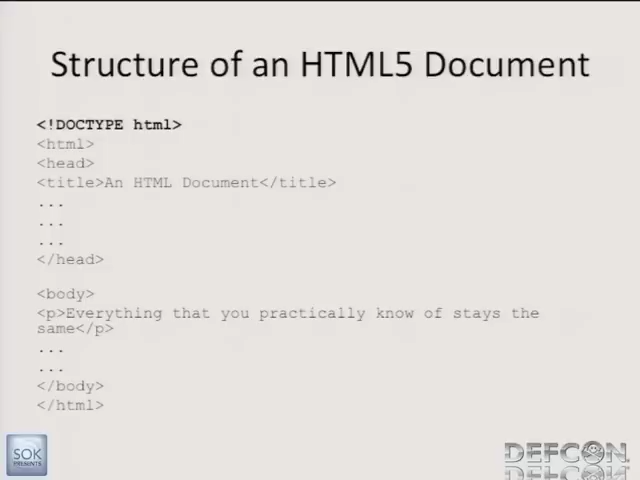 Structure of an HTML5 Document
<!DOCTYPE html>
<html>
<head>
<title>An HTML Document</title>
...
...
...
</head>
<body>
<p>Everything that you practically know of stays the
same</p>
...
...
</body>
</html>
SOK
PRESENTS
DEFCON